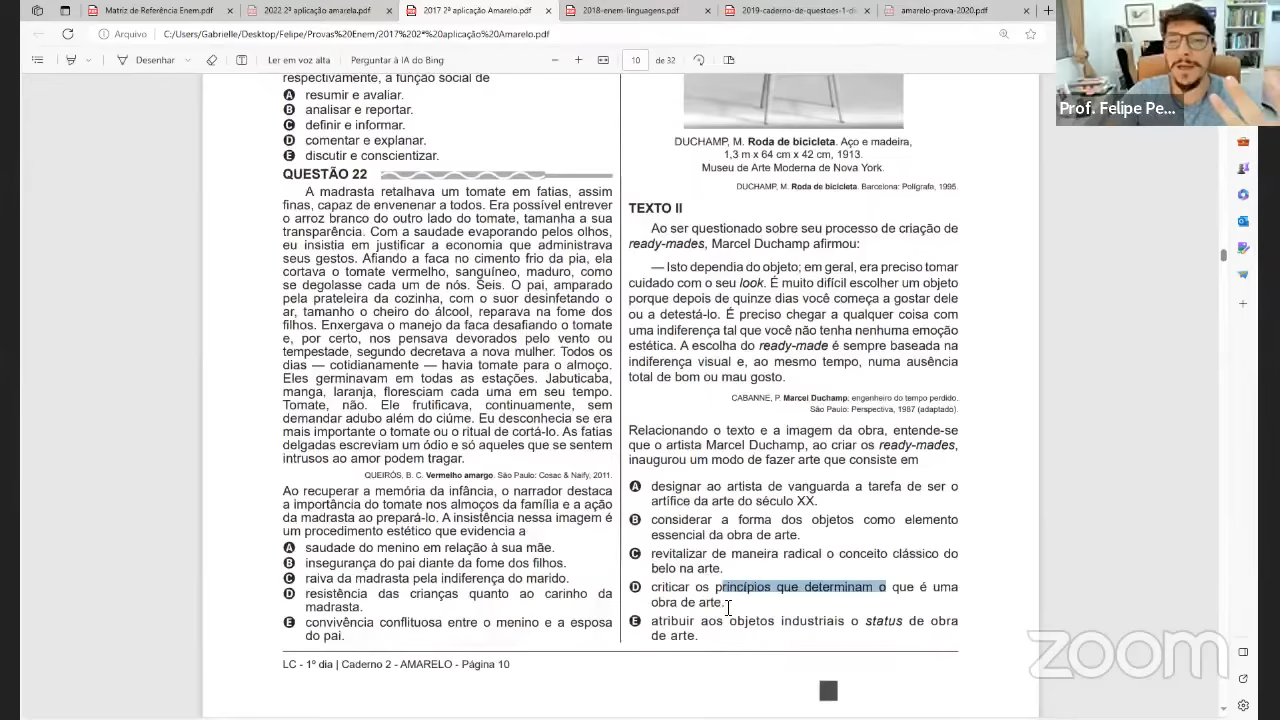 Matriz de Referência Enem.pdf
2022.2ª aplicação amarela.pdf
2017 2ª aplicação Amarelo.pdf
2018-enem-linguagens.pdf
2019-caderno-de-questoes-1-di
amarelo-prova-2020.pdf
Arquivo
C:/Users/Gabrielle/Desktop/Felipe/Provas%20Enem/2017%202ª%20aplicação%20Amarelo.pdf
Desenhar
Ler em voz alta
Perguntar à IA do Bing
10
de 32
Prof. Felipe Pe...
respectivamente, a função social de
A resumir e avaliar.
B analisar e reportar.
C definir e informar.
D comentar e explanar.
E discutir e conscientizar.
QUESTÃO 22
A madrasta retalhava um tomate em fatias, assim
finas, capaz de envenenar a todos. Era possível entrever
o arroz branco do outro lado do tomate, tamanha a sua
transparência. Com a saudade evaporando pelos olhos,
eu insistia em justificar a economia que administrava
seus gestos. Afiando a faca no cimento frio da pia, ela
cortava o tomate vermelho, sanguíneo, maduro, como
se degolasse cada um de nós. Seis. O pai, amparado
pela prateleira da cozinha, com o suor desinfetando o
ar, tamanho o cheiro do álcool, reparava na fome dos
filhos. Enxergava o manejo da faca desafiando o tomate
e, por certo, nos pensava devorados pelo vento ou
tempestade, segundo decretava a nova mulher. Todos os
dias — cotidianamente — havia tomate para o almoço.
Eles germinavam em todas as estações. Jabuticaba,
manga, laranja, floresciam cada uma em seu tempo.
Tomate, não. Ele frutificava, continuamente, sem
demandar adubo além do ciúme. Eu desconhecia se era
mais importante o tomate ou o ritual de cortá-lo. As fatias
delgadas escreviam um ódio e só aqueles que se sentem
intrusos ao amor podem tragar.
QUEIRÓS, B. C. Vermelho amargo. São Paulo: Cosac & Naify, 2011.
Ao recuperar a memória da infância, o narrador destaca
a importância do tomate nos almoços da família e a ação
da madrasta ao prepará-lo. A insistência nessa imagem é
um procedimento estético que evidencia a
A saudade do menino em relação à sua mãe.
B insegurança do pai diante da fome dos filhos.
C raiva da madrasta pela indiferença do marido.
D resistência das crianças quanto ao carinho da
madrasta.
E convivência conflituosa entre o menino e a esposa
do pai.
DUCHAMP, M. Roda de bicicleta. Aço e madeira,
1,3 m x 64 cm x 42 cm, 1913.
Museu de Arte Moderna de Nova York.
DUCHAMP, M. Roda de bicicleta. Barcelona: Polígrafa, 1995.
TEXTO II
Ao ser questionado sobre seu processo de criação de
ready-mades, Marcel Duchamp afirmou:
— Isto dependia do objeto; em geral, era preciso tomar
cuidado com o seu look. É muito difícil escolher um objeto
porque depois de quinze dias você começa a gostar dele
ou a detestá-lo. É preciso chegar a qualquer coisa com
uma indiferença tal que você não tenha nenhuma emoção
estética. A escolha do ready-made é sempre baseada na
indiferença visual e, ao mesmo tempo, numa ausência
total de bom ou mau gosto.
CABANNE, P. Marcel Duchamp: engenheiro do tempo perdido.
São Paulo: Perspectiva, 1987 (adaptado).
Relacionando o texto e a imagem da obra, entende-se
que o artista Marcel Duchamp, ao criar os ready-mades,
inaugurou um modo de fazer arte que consiste em
A designar ao artista de vanguarda a tarefa de ser o
artífice da arte do século XX.
B considerar a forma dos objetos como elemento
essencial da obra de arte.
C revitalizar de maneira radical o conceito clássico do
belo na arte.
D criticar os princípios que determinam o que é uma
obra de arte.
E atribuir aos objetos industriais o status de obra
de arte.
LC - 1º dia | Caderno 2 - AMARELO - Página 10
zoom